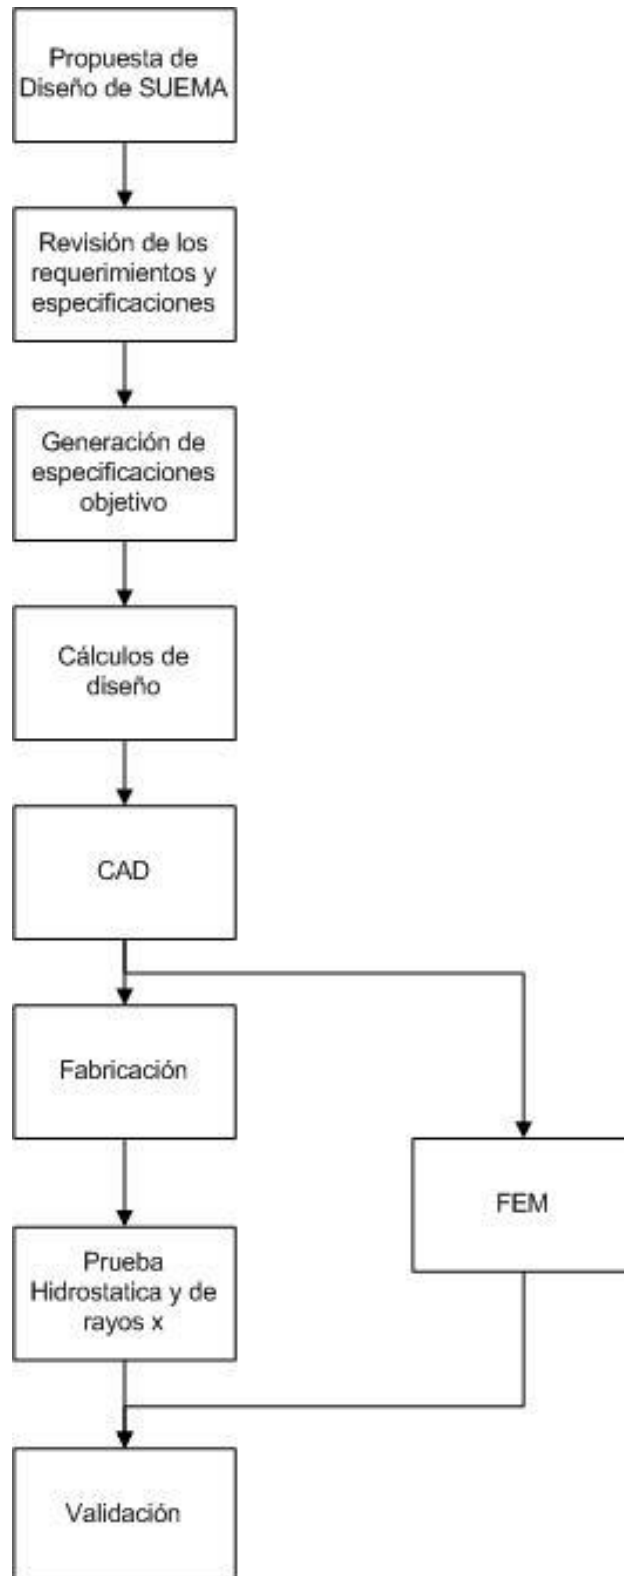 Propuesta de
Diseño de SUEMA
Revisión de los
requerimientos y
especificaciones
Generación de
especificaciones
objetivo
Cálculos de
diseño
CAD
Fabricación
FEM
Prueba
Hidrostatica y de
rayos x
Validación